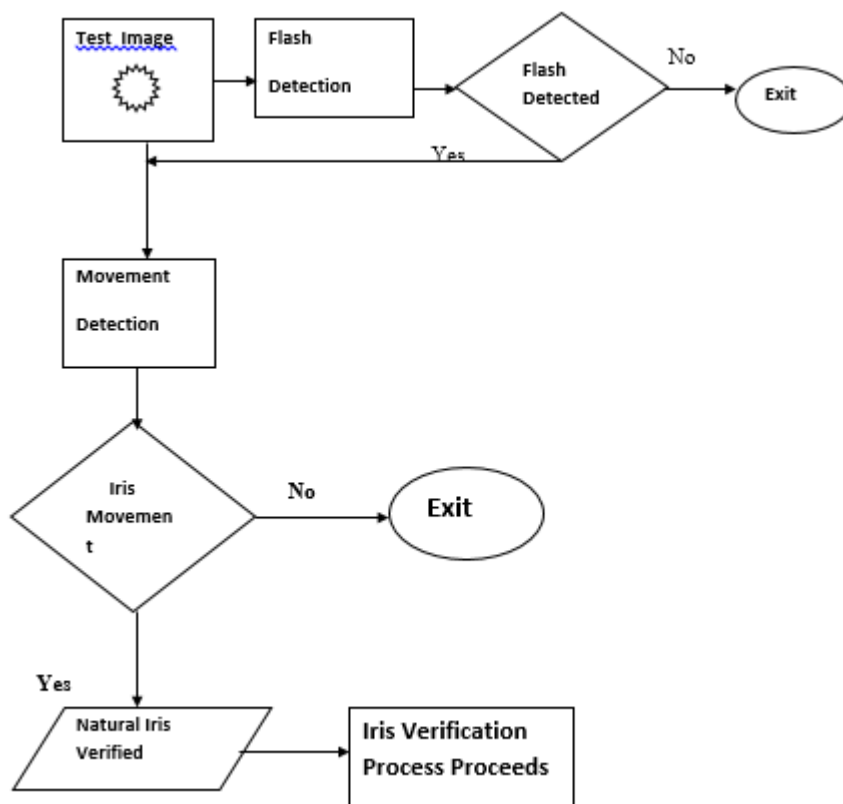 Test Image
Flash
Detection
Flash
Detected
No
Exit
Yes
Movement
Detection
Iris
Movemen
t
No
Exit
Yes
Natural Iris
Verified
Iris Verification
Process Proceeds